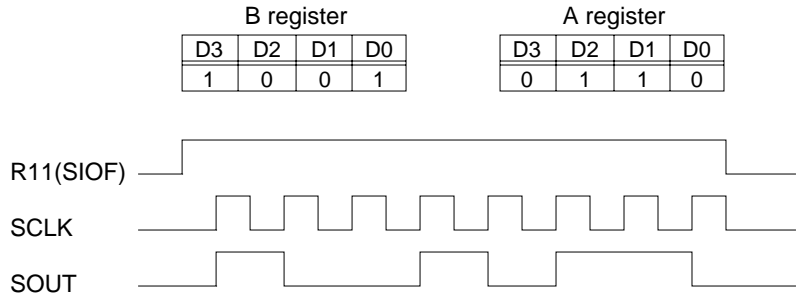 B register A register
D3 D2 D1 D0 D3 D2 D1 D0
1 0 0 1 0 1 1 0
R11(SIOF)
SCLK
SOUT